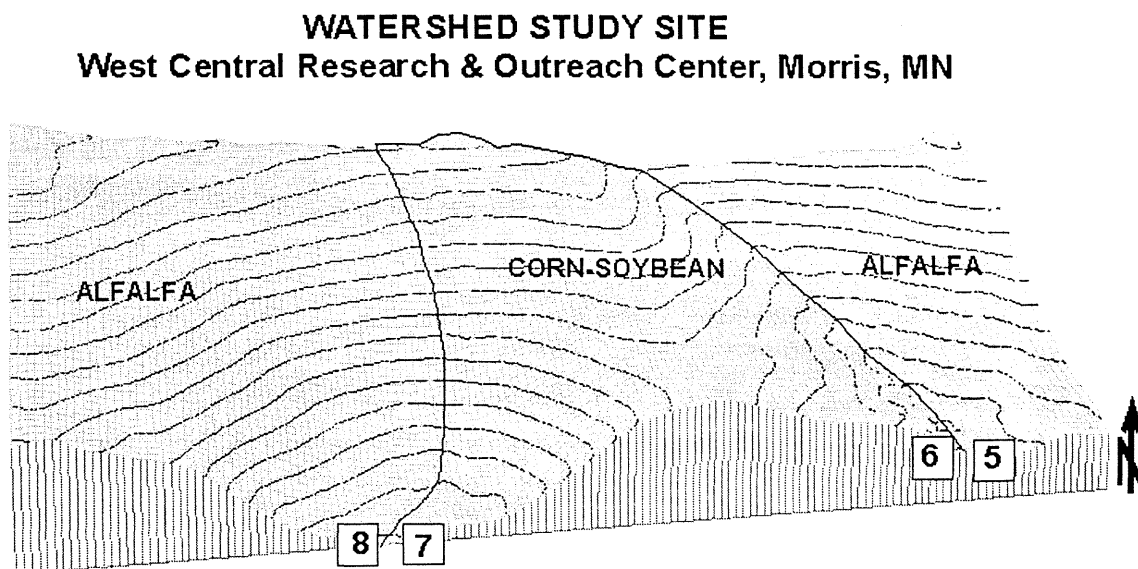 WATERSHED STUDY SITE
West Central Research & Outreach Center, Morris, MN
ALFALFA
CORN-SOYBEAN
ALFALFA
6
5
N
8
7